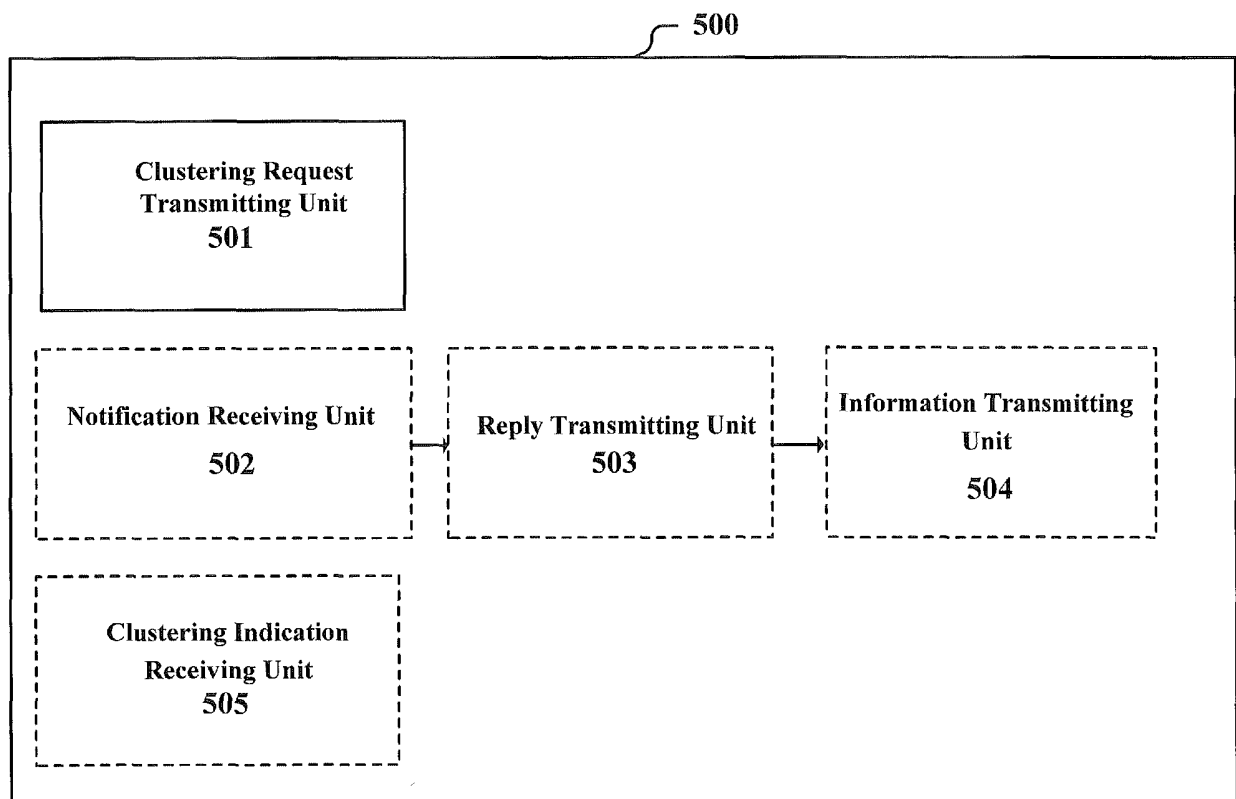 500
Clustering Request
Transmitting Unit
501
Notification Receiving Unit
502
Reply Transmitting Unit
503
Information Transmitting
Unit
504
Clustering Indication
Receiving Unit
505